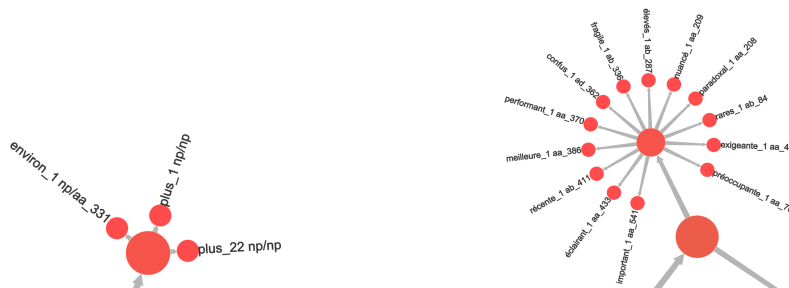 environ_1 np/aa_331
plus_1 np/np
plus_22 np/np
élevés_1 ab_287
fragile_1 ab_336
nuancé_1 aa_209
confus_1 ad_362
paradoxal_1 aa_208
performant_1 aa_370
rares_1 ab_84
meilleure_1 aa_386
exigeante_1 aa_4
récente_1 ab_411
préoccupante_1 aa_76
éclairant_1 aa_433
important_1 aa_541